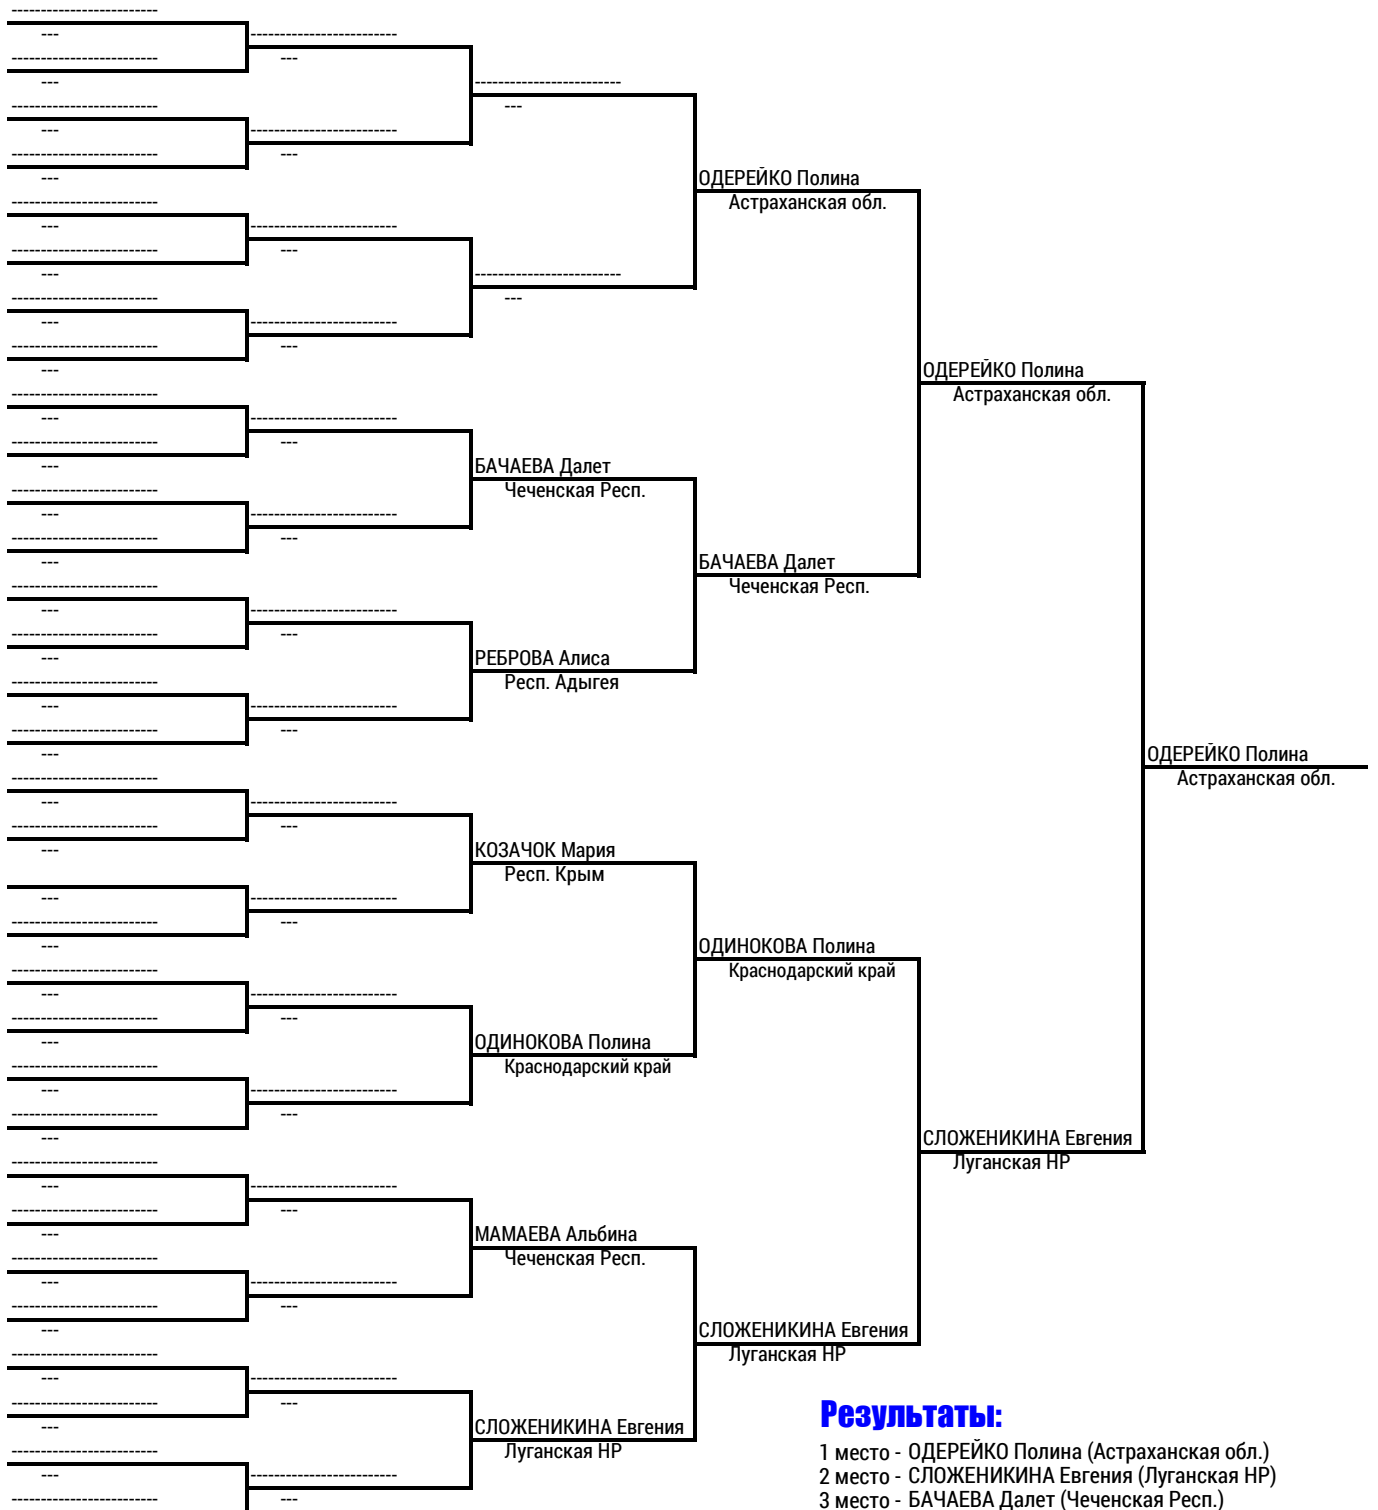 ОДЕРЕЙКО Полина
Астраханская обл.
ОДЕРЕЙКО Полина
Астраханская обл.
БАЧАЕВА Далет
Чеченская Респ.
БАЧАЕВА Далет
Чеченская Респ.
РЕБРОВА Алиса
Респ. Адыгея
ОДЕРЕЙКО Полина
Астраханская обл.
КОЗАЧОК Мария
Респ. Крым
ОДИНОКОВА Полина
Краснодарский край
ОДИНОКОВА Полина
Краснодарский край
СЛОЖЕНИКИНА Евгения
Луганская НР
МАМАЕВА Альбина
Чеченская Респ.
СЛОЖЕНИКИНА Евгения
Луганская НР
СЛОЖЕНИКИНА Евгения
Луганская НР
Результаты:
1 место - ОДЕРЕЙКО Полина (Астраханская обл.)
2 место - СЛОЖЕНИКИНА Евгения (Луганская НР)
3 место - БАЧАЕВА Далет (Чеченская Респ.)